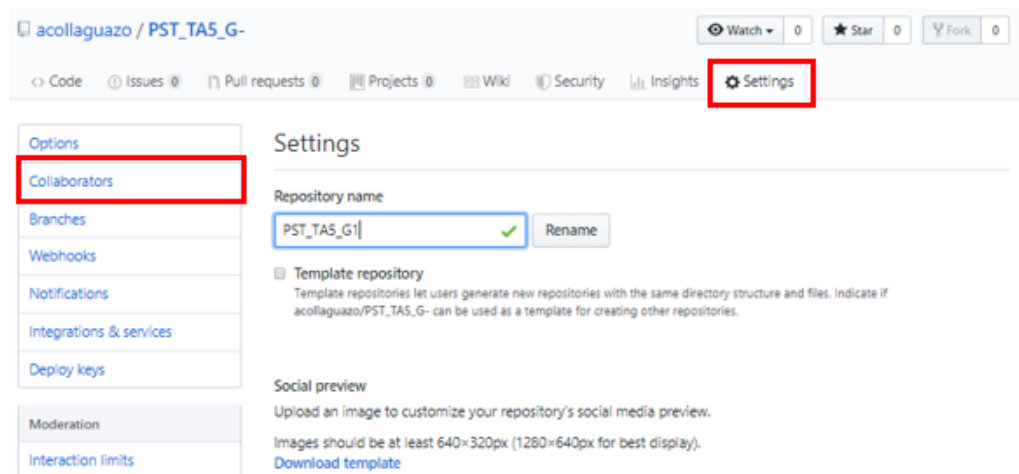 acollaguazo / PST_TA5_G-
Watch 0 Star 0 Fork 0
<> Code Issues 0 Pull requests 0 Projects 0 Wiki Security Insights Settings
Options
Collaborators
Branches
Webhooks
Notifications
Integrations & services
Deploy keys
Moderation
Interaction limits
Settings
Repository name
PST_TA5_G1 Rename
Template repository
Template repositories let users generate new repositories with the same directory structure and files. Indicate if
acollaguazo/PST_TA5_G- can be used as a template for creating other repositories.
Social preview
Upload an image to customize your repository's social media preview.
Images should be at least 640×320px (1280×640px for best display).
Download template